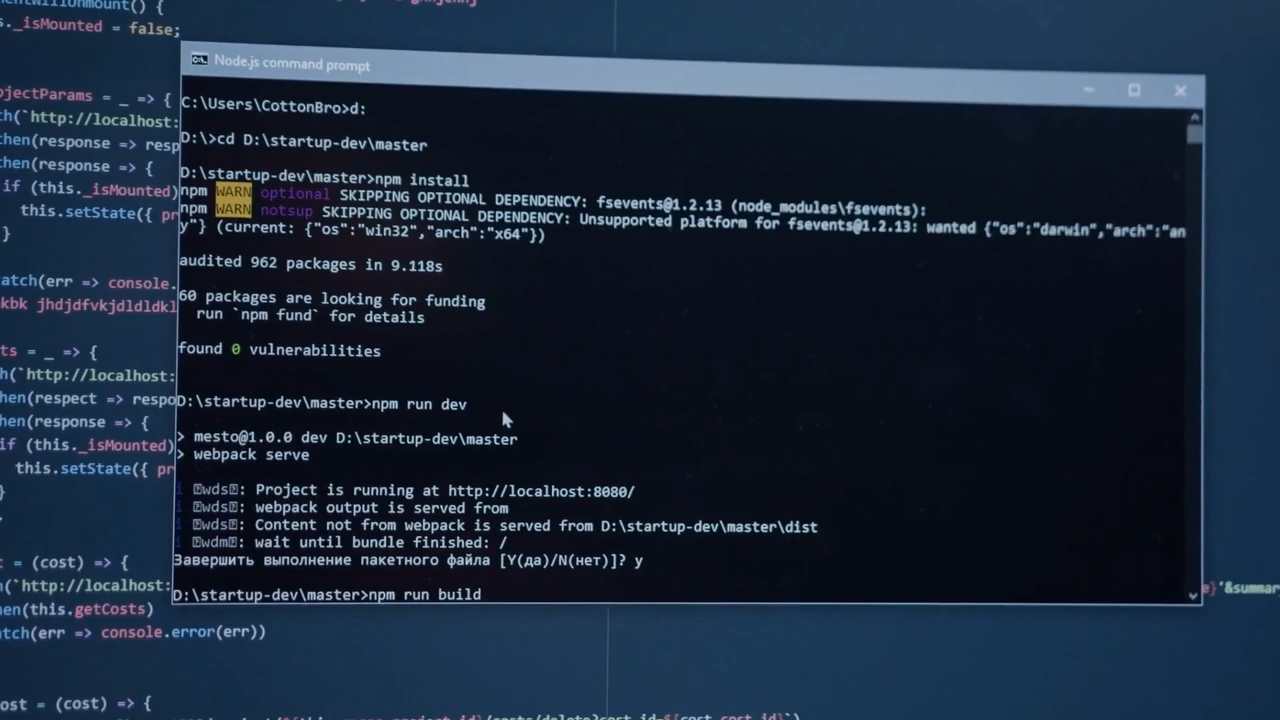 ._isMounted = false;
Node.js command prompt
C:\Users\CottonBro>d:
D:\>cd D:\startup-dev\master
D:\startup-dev\master>npm install
npm WARN optional SKIPPING OPTIONAL DEPENDENCY: fsevents@1.2.13 (node_modules\fsevents):
npm WARN notsup SKIPPING OPTIONAL DEPENDENCY: Unsupported platform for fsevents@1.2.13: wanted {"os":"darwin","arch":"an
y"} (current: {"os":"win32","arch":"x64"})
audited 962 packages in 9.118s
60 packages are looking for funding
run `npm fund` for details
found 0 vulnerabilities
D:\startup-dev\master>npm run dev
> mesto@1.0.0 dev D:\startup-dev\master
> webpack serve
i ⍰wds⍰: Project is running at http://localhost:8080/
i ⍰wds⍰: webpack output is served from
i ⍰wds⍰: Content not from webpack is served from D:\startup-dev\master\dist
i ⍰wdm⍰: wait until bundle finished: /
Завершить выполнение пакетного файла [Y(да)/N(нет)]? y
D:\startup-dev\master>npm run build
ojectParams = _ => {
th(`http://localhost:
then(response => resp
then(response => {
if (this._isMounted)
this.setState({ pr
}
atch(err => console.
kbk jhdjdfvkjdldldkl
ts = _ => {
h(`http://localhost:
hen(respect => respo
hen(response => {
if (this._isMounted)
this.setState({ pr
}
t = (cost) => {
h(`http://localhost:
hen(this.getCosts)
atch(err => console.error(err))
e}'&summar
ost = (cost) => {